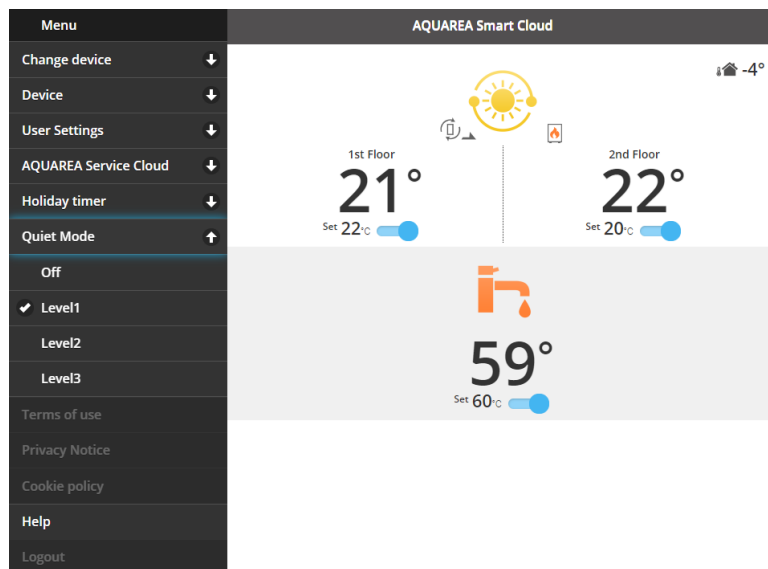 Menu
AQUAREA Smart Cloud
Change device
Device
User Settings
AQUAREA Service Cloud
Holiday timer
Quiet Mode
Off
Level1
Level2
Level3
Terms of use
Privacy Notice
Cookie policy
Help
Logout
-4°
1st Floor
21°
Set 22°C
2nd Floor
22°
Set 20°C
59°
Set 60°C